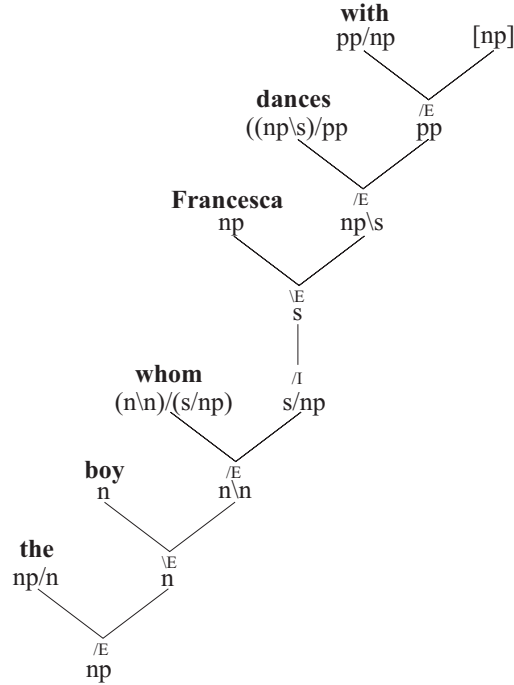 with
pp/np [np]
/E
dances pp
((np\s)/pp
/E
Francesca np\s
np
\E
s
/I
whom s/np
(n\n)/(s/np)
/E
boy n\n
n
\E
the n
np/n
/E
np